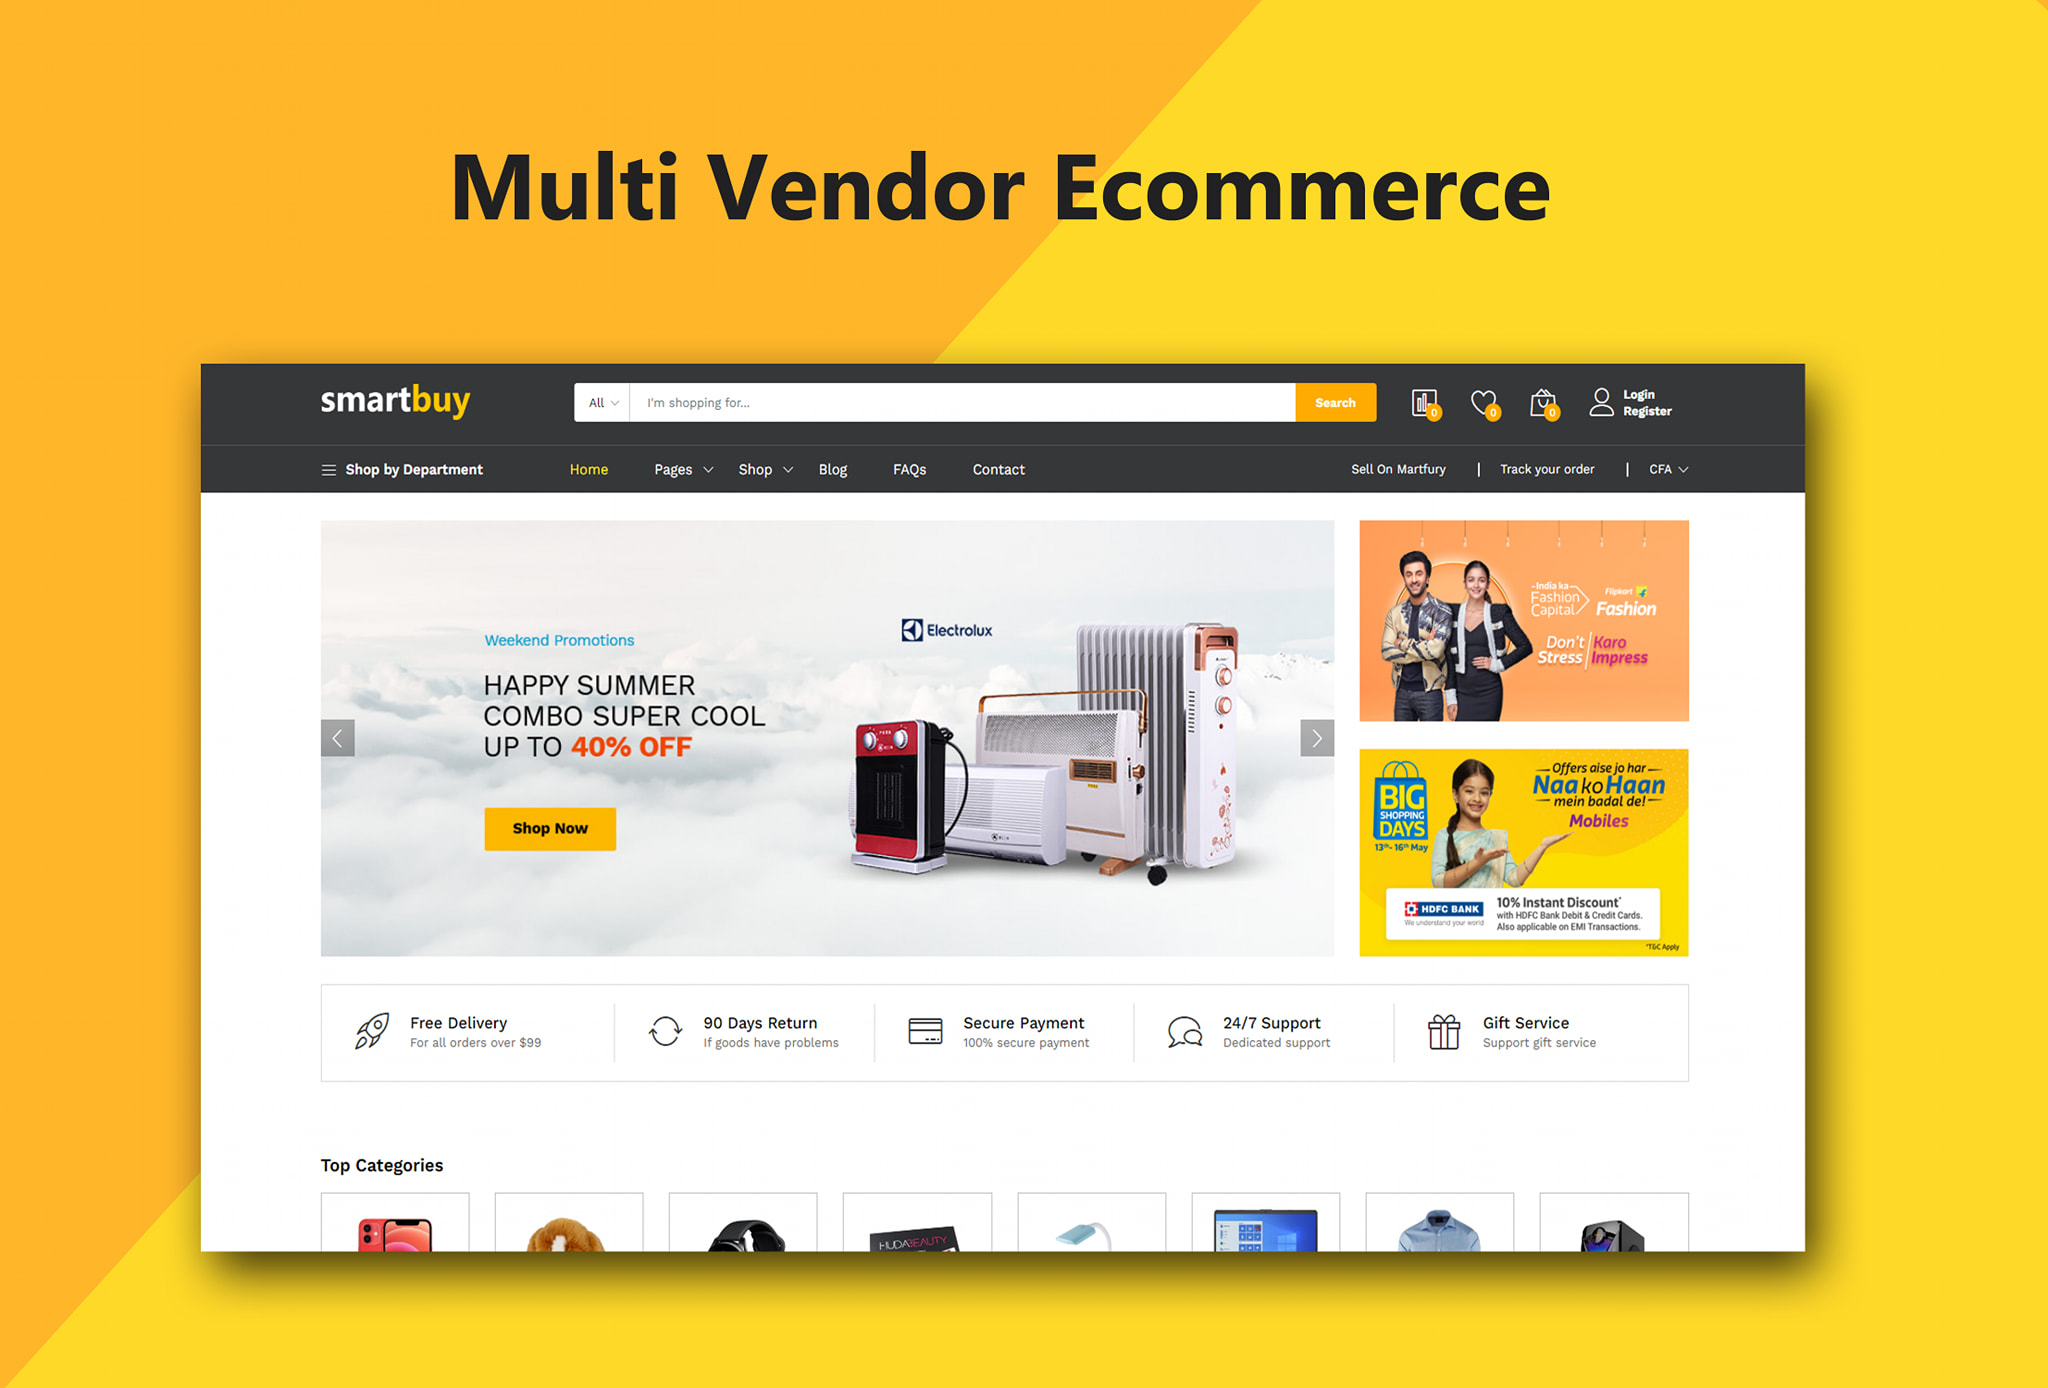 Multi Vendor Ecommerce
smartbuy
All
I'm shopping for...
Search
0
0
0
Login
Register
Shop by Department
Home
Pages
Shop
Blog
FAQs
Contact
Sell On Martfury
Track your order
CFA
Weekend Promotions
HAPPY SUMMER
COMBO SUPER COOL
UP TO 40% OFF
Shop Now
Electrolux
India ka
Fashion
Capital
Flipkart
Fashion
Don't
Stress
Karo
Impress
BIG
SHOPPING
DAYS
13th- 16th May
Offers aise jo har
Naa ko Haan
mein badal de!
Mobiles
HDFC BANK
We understand your world
10% Instant Discount*
with HDFC Bank Debit & Credit Cards.
Also applicable on EMI Transactions.
*T&C Apply
Free Delivery
For all orders over $99
90 Days Return
If goods have problems
Secure Payment
100% secure payment
24/7 Support
Dedicated support
Gift Service
Support gift service
Top Categories
HUDABEAUTY